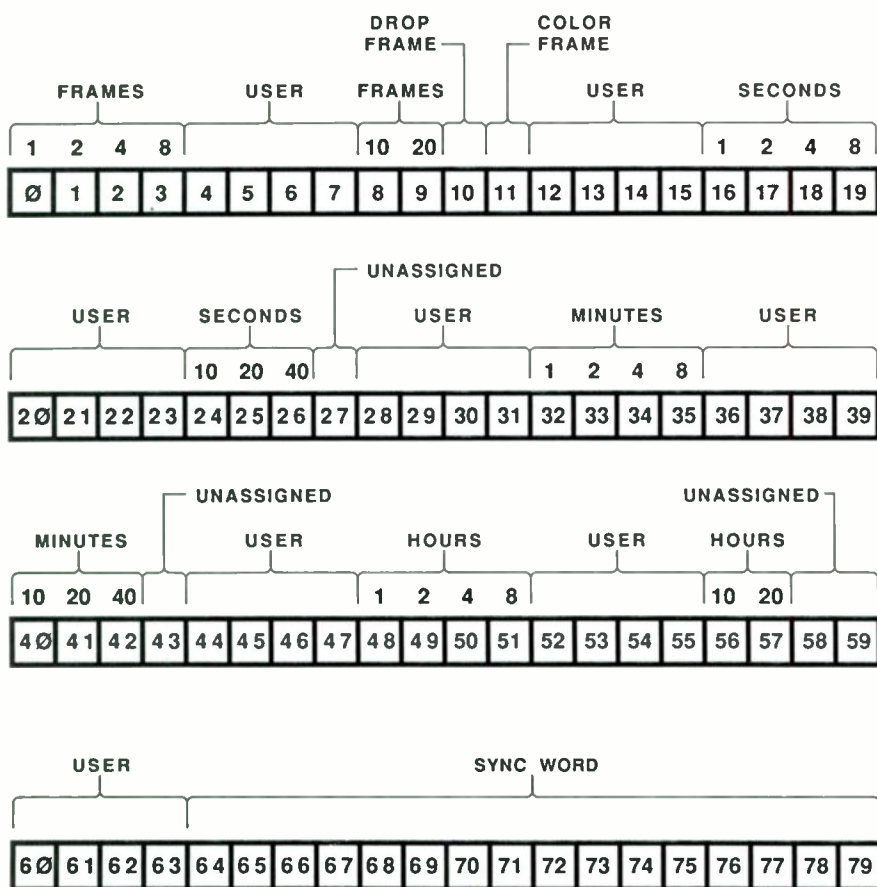 DROP COLOR
FRAME FRAME
FRAMES USER FRAMES USER SECONDS
1 2 4 8 10 20 1 2 4 8
Ø 1 2 3 4 5 6 7 8 9 10 11 12 13 14 15 16 17 18 19
UNASSIGNED
USER SECONDS USER MINUTES USER
10 20 40 1 2 4 8
2Ø 21 22 23 24 25 26 27 28 29 30 31 32 33 34 35 36 37 38 39
UNASSIGNED UNASSIGNED
MINUTES USER HOURS USER HOURS
10 20 40 1 2 4 8 10 20
4Ø 41 42 43 44 45 46 47 48 49 50 51 52 53 54 55 56 57 58 59
USER SYNC WORD
6Ø 61 62 63 64 65 66 67 68 69 70 71 72 73 74 75 76 77 78 79